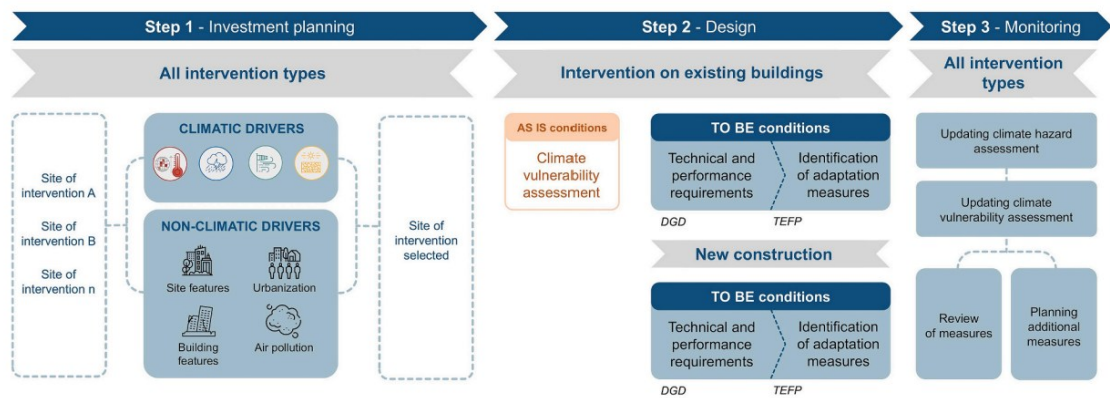 Step 1 - Investment planning
All intervention types
Site of
intervention A
Site of
intervention B
Site of
intervention n
CLIMATIC DRIVERS
NON-CLIMATIC DRIVERS
Site features
Urbanization
Building
features
Air pollution
Site of
intervention
selected
Step 2 - Design
Intervention on existing buildings
AS IS conditions
Climate
vulnerability
assessment
TO BE conditions
Technical and
performance
requirements
Identification
of adaptation
measures
DGD
TEFP
New construction
TO BE conditions
Technical and
performance
requirements
Identification
of adaptation
measures
DGD
TEFP
Step 3 - Monitoring
All intervention
types
Updating climate hazard
assessment
Updating climate
vulnerability assessment
Review
of measures
Planning
additional
measures